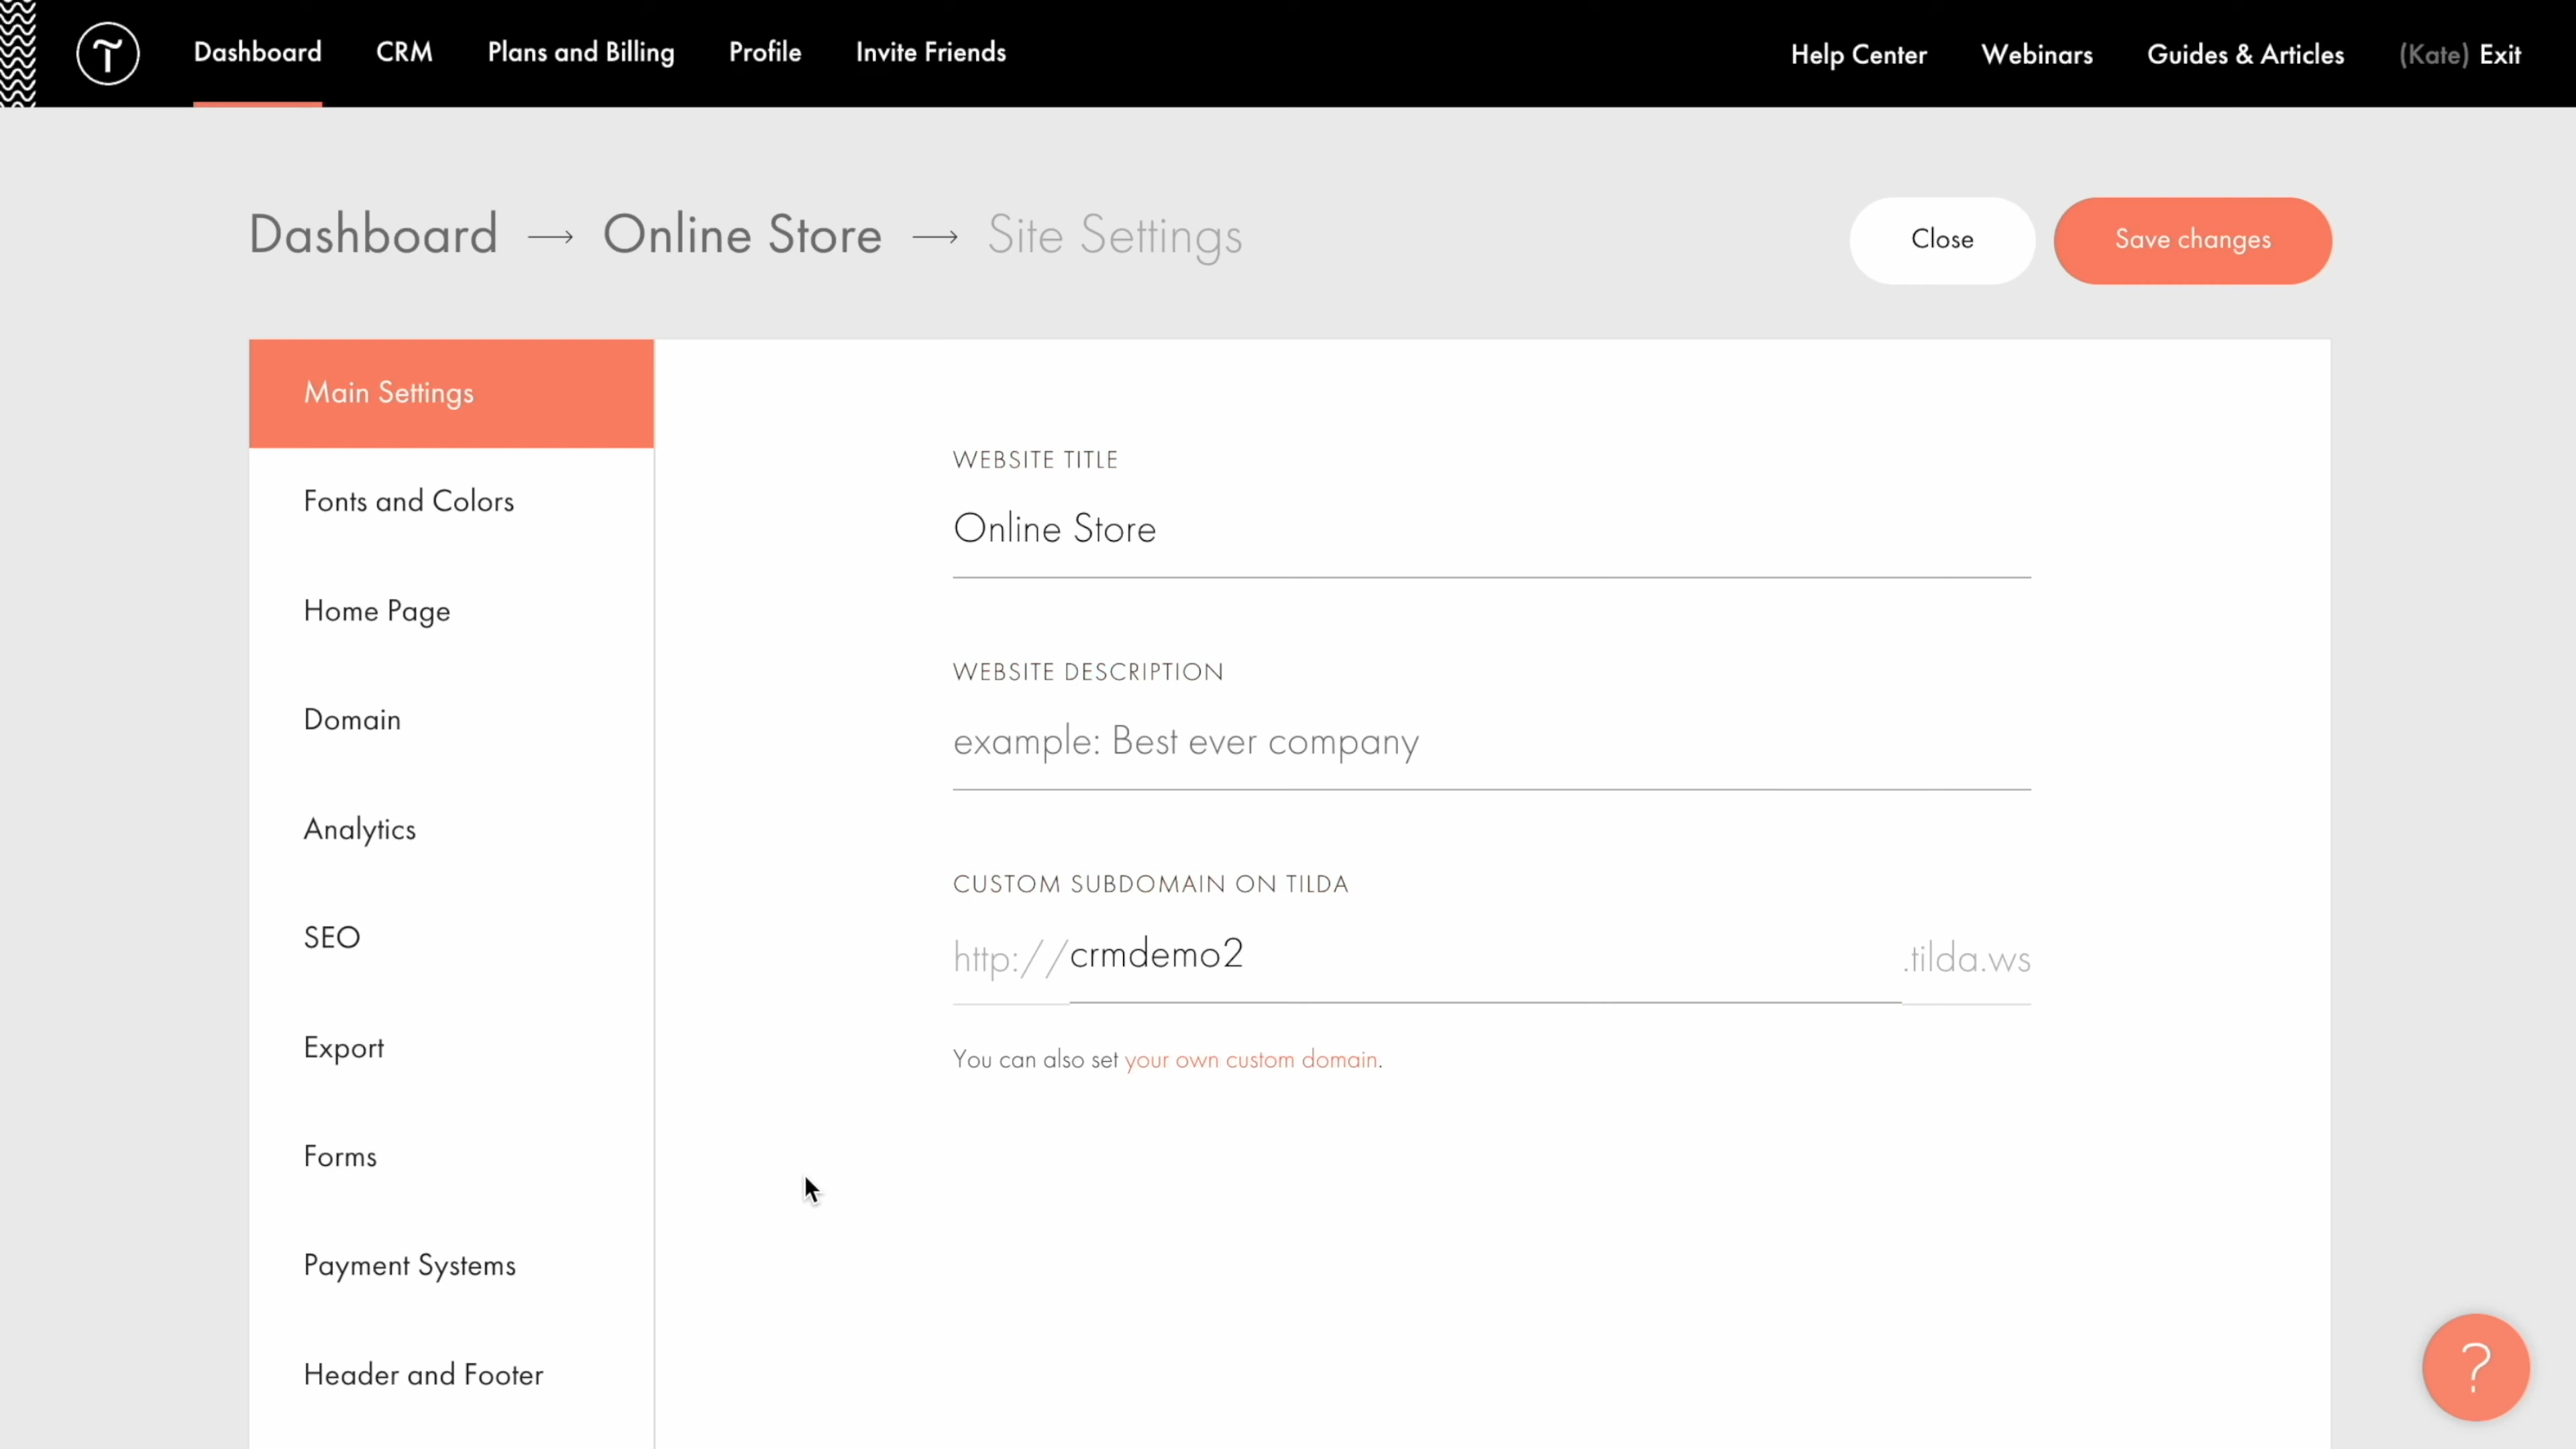 Dashboard CRM Plans and Billing Profile Invite Friends Help Center Webinars Guides & Articles (Kate) Exit
Dashboard → Online Store → Site Settings Close Save changes
Main Settings
Fonts and Colors
Home Page
Domain
Analytics
SEO
Export
Forms
Payment Systems
Header and Footer
WEBSITE TITLE
Online Store
WEBSITE DESCRIPTION
example: Best ever company
CUSTOM SUBDOMAIN ON TILDA
http://crmdemo2 .tilda.ws
You can also set your own custom domain.
?